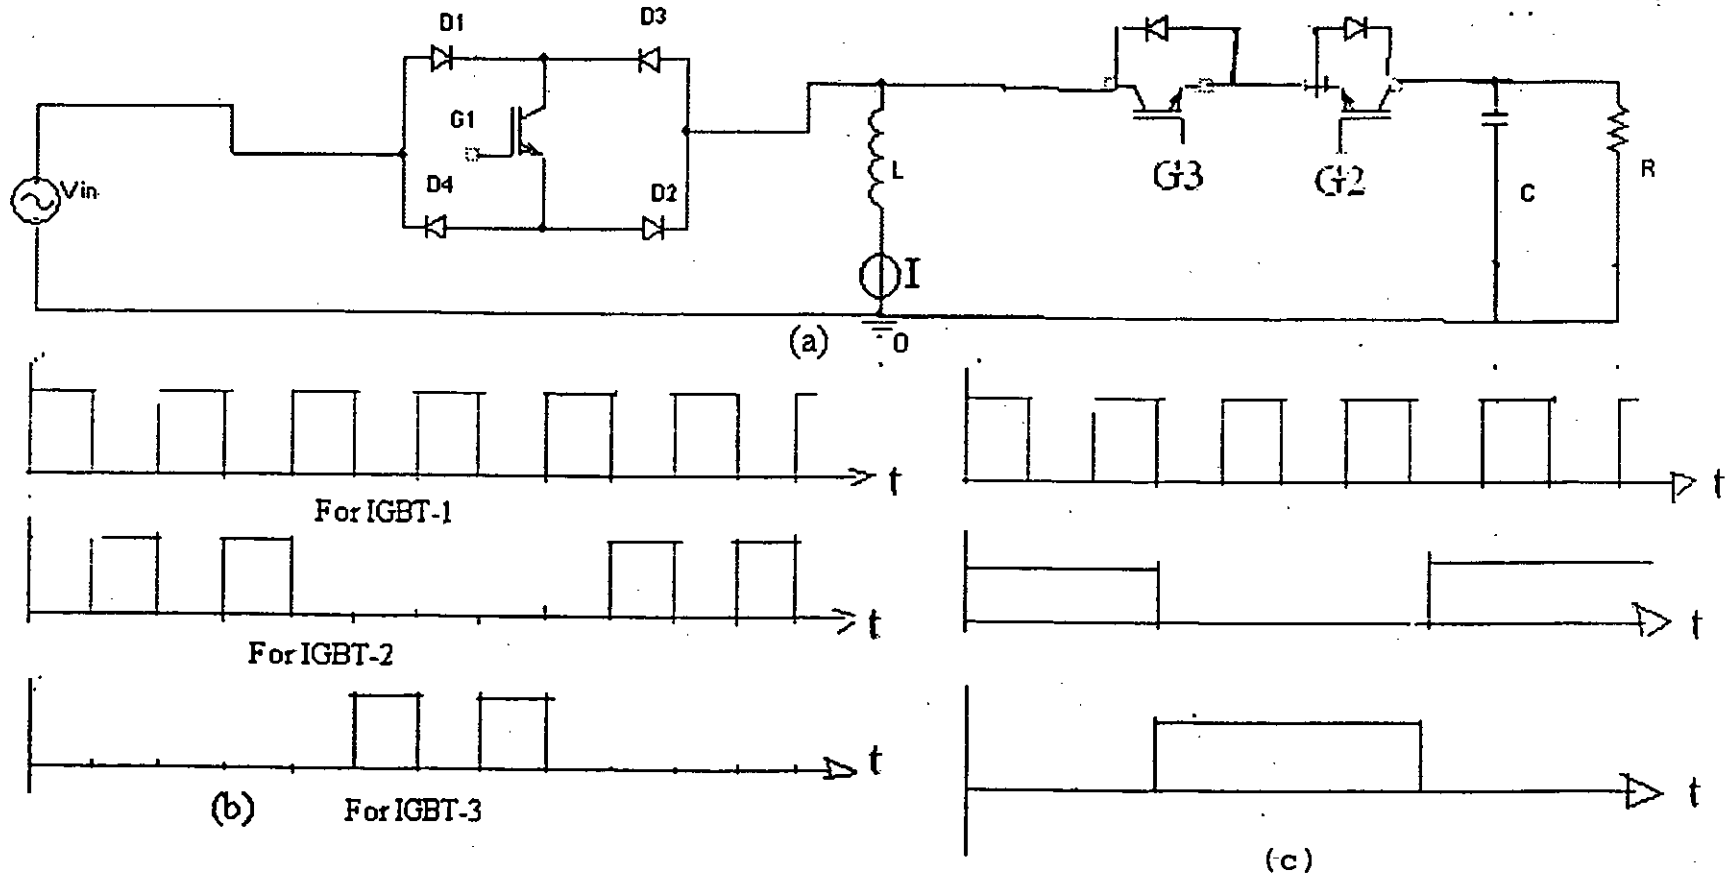 D1
D3
G1
Vin
D4
D2
L
G3
G2
C
R
I
(a)
0
t
t
For IGBT-1
t
t
For IGBT-2
t
t
(b)
For IGBT-3
(c)